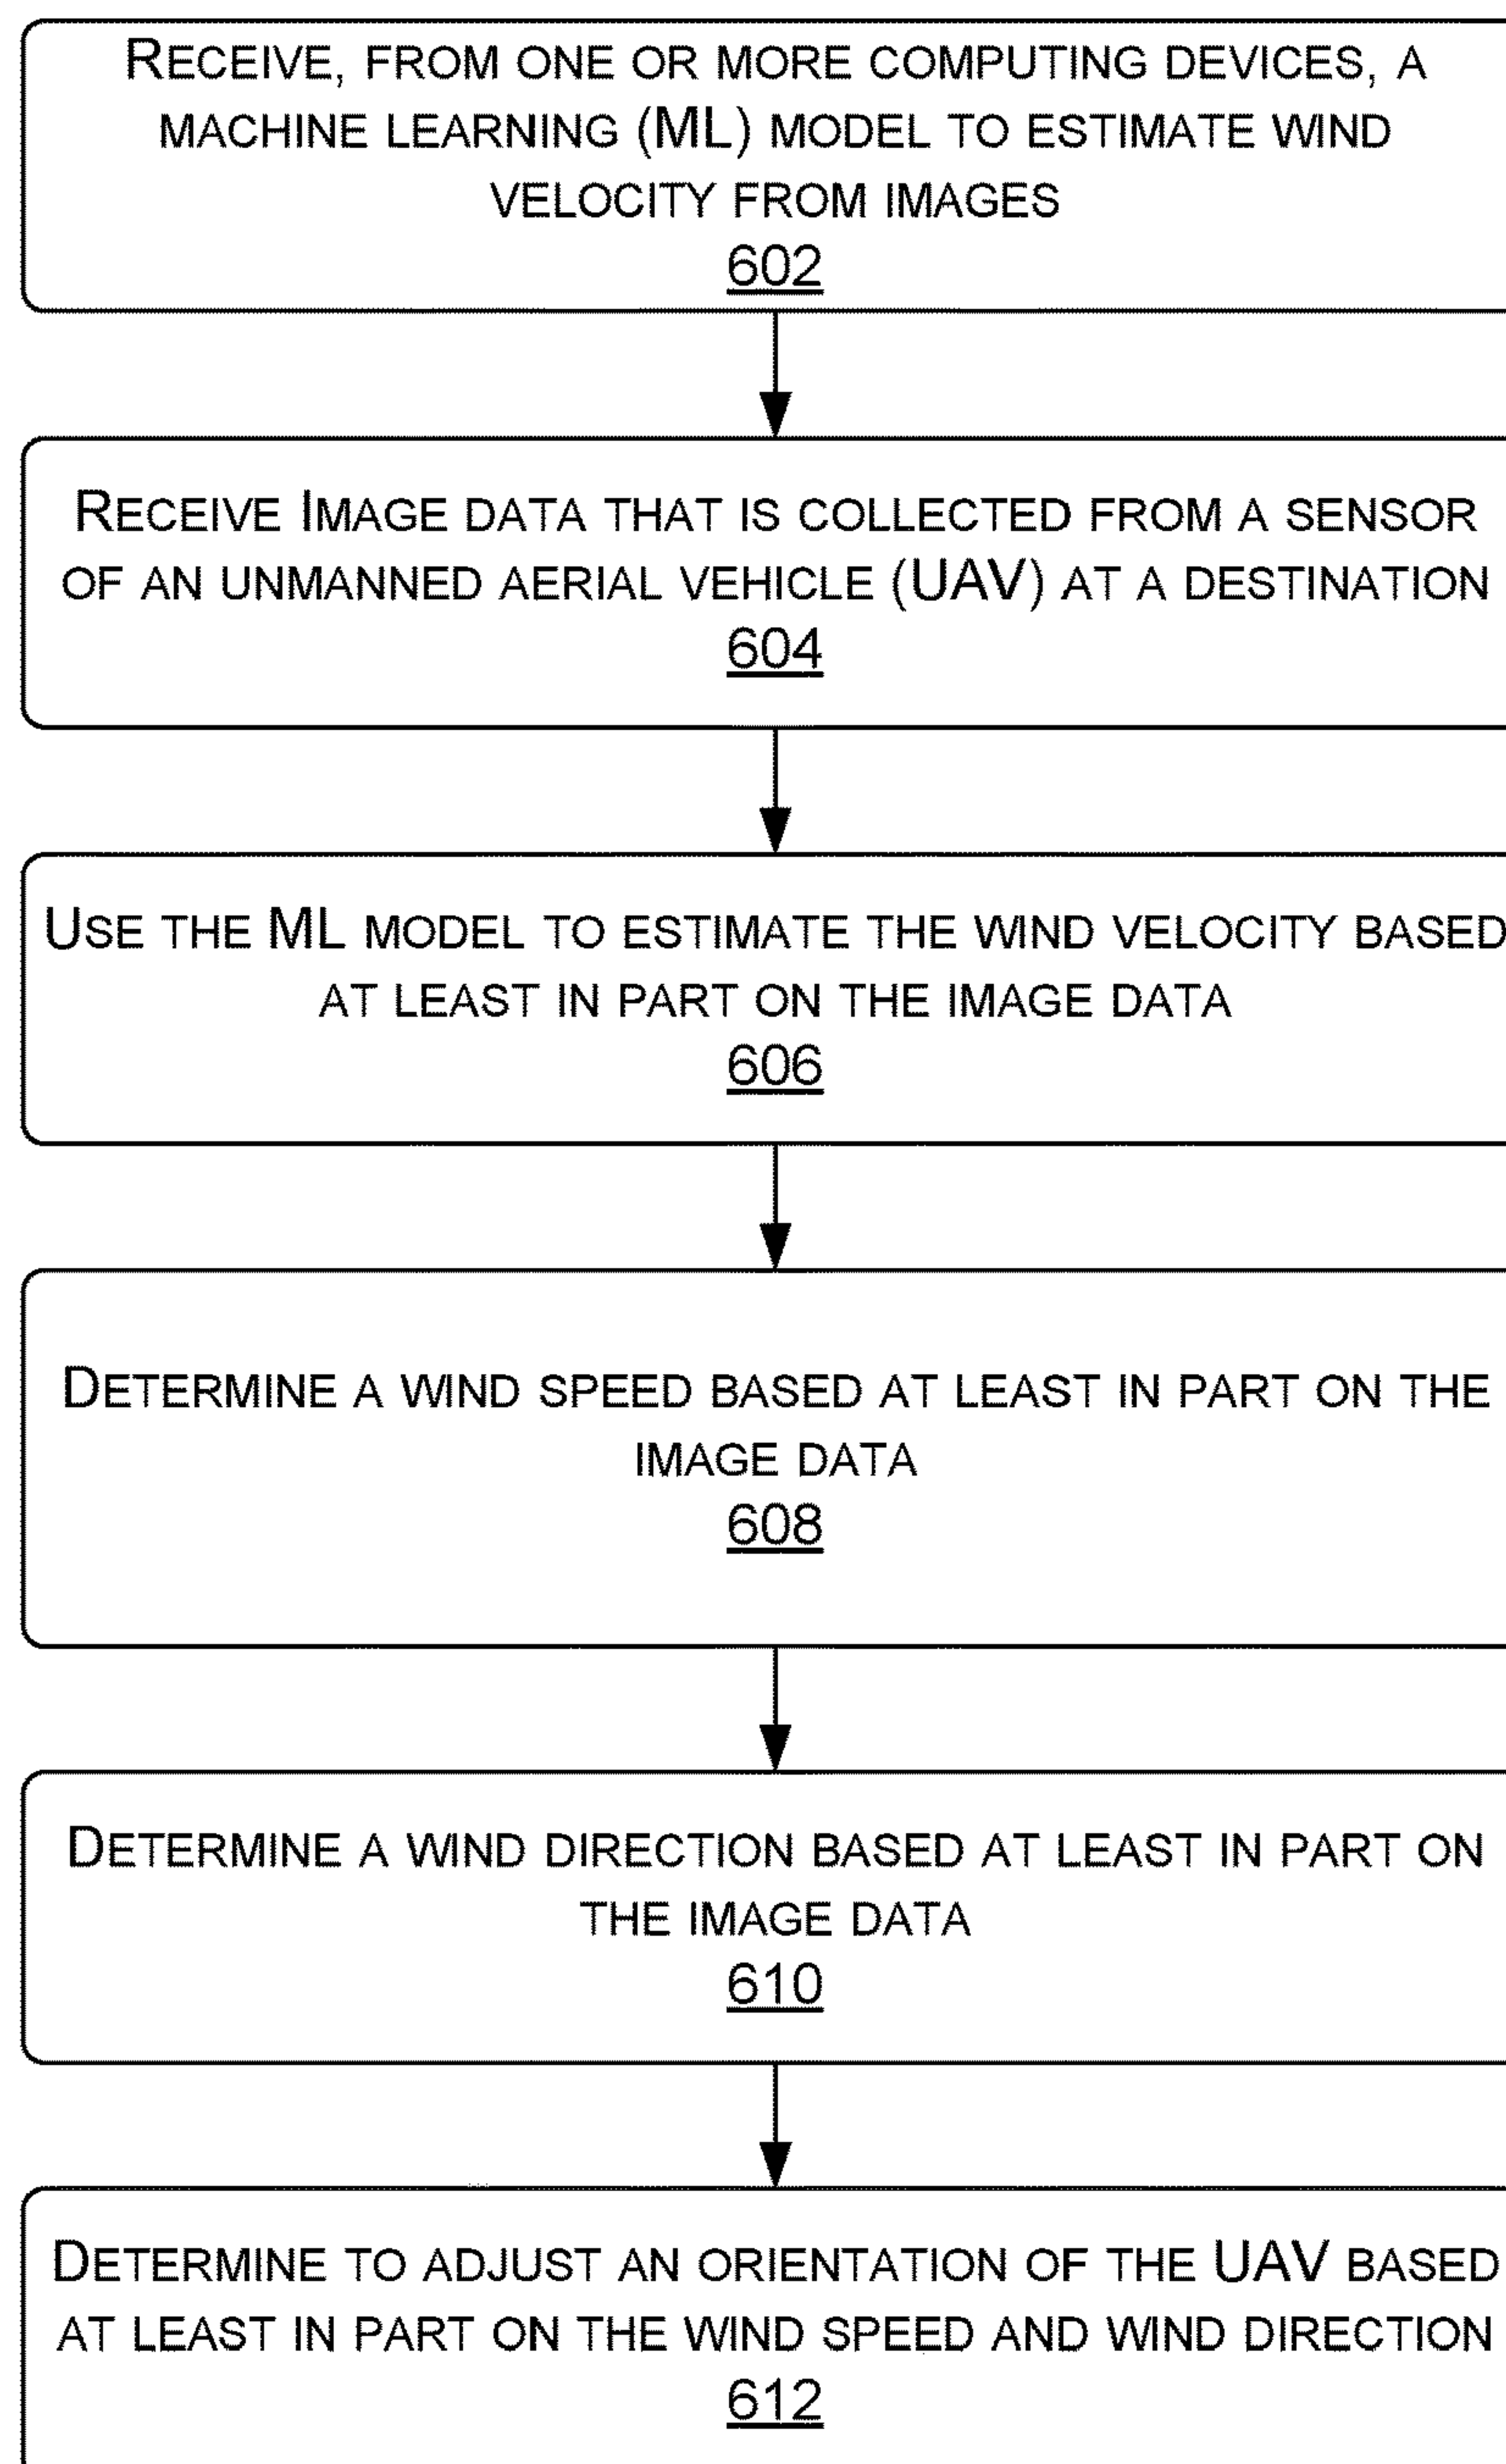 RECEIVE, FROM ONE OR MORE COMPUTING DEVICES, A
MACHINE LEARNING (ML) MODEL TO ESTIMATE WIND
VELOCITY FROM IMAGES
602
RECEIVE IMAGE DATA THAT IS COLLECTED FROM A SENSOR
OF AN UNMANNED AERIAL VEHICLE (UAV) AT A DESTINATION
604
USE THE ML MODEL TO ESTIMATE THE WIND VELOCITY BASED
AT LEAST IN PART ON THE IMAGE DATA
606
DETERMINE A WIND SPEED BASED AT LEAST IN PART ON THE
IMAGE DATA
608
DETERMINE A WIND DIRECTION BASED AT LEAST IN PART ON
THE IMAGE DATA
610
DETERMINE TO ADJUST AN ORIENTATION OF THE UAV BASED
AT LEAST IN PART ON THE WIND SPEED AND WIND DIRECTION
612